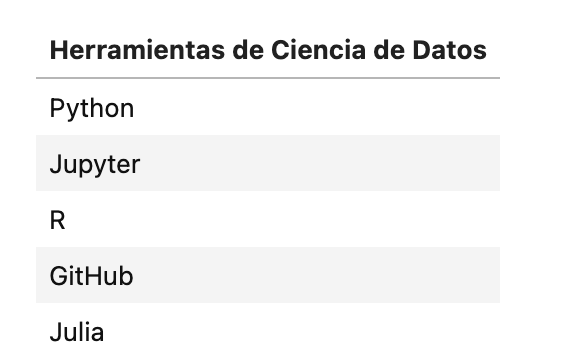 Herramientas de Ciencia de Datos
Python
Jupyter
R
GitHub
Julia